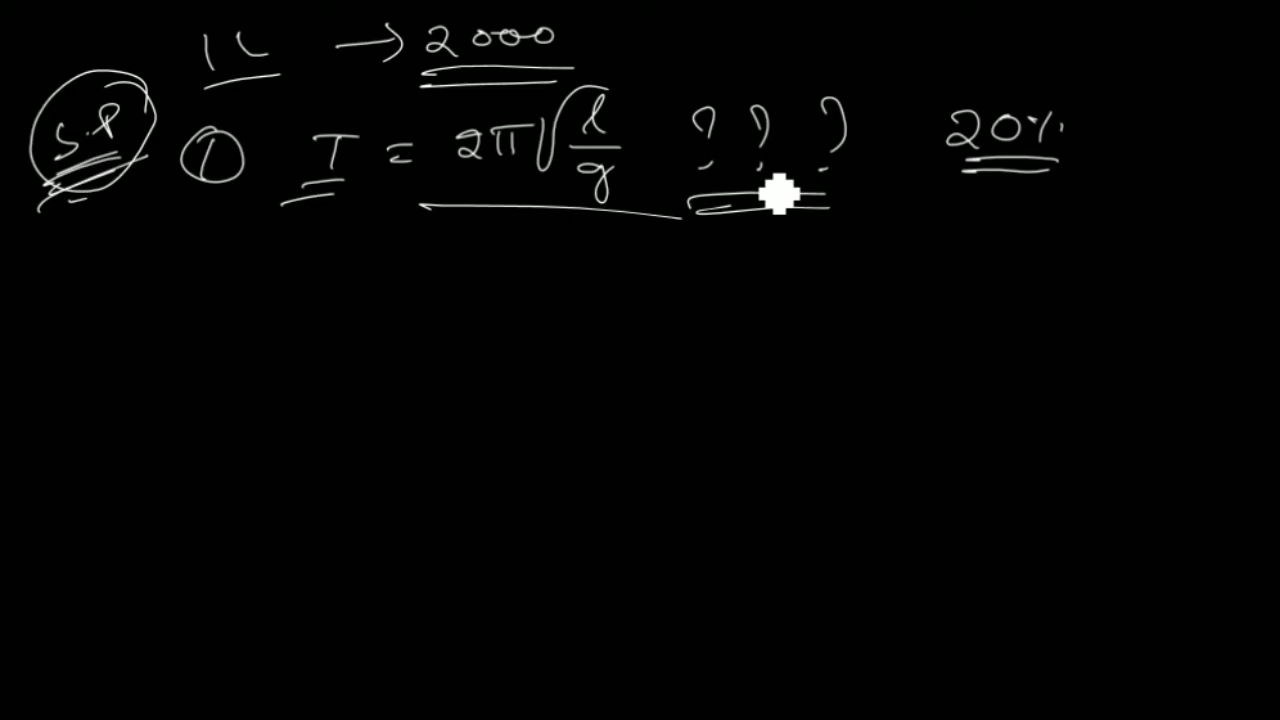 1L → 2000
S.P ① T = 2π√(l/g) ? ? ? 20%